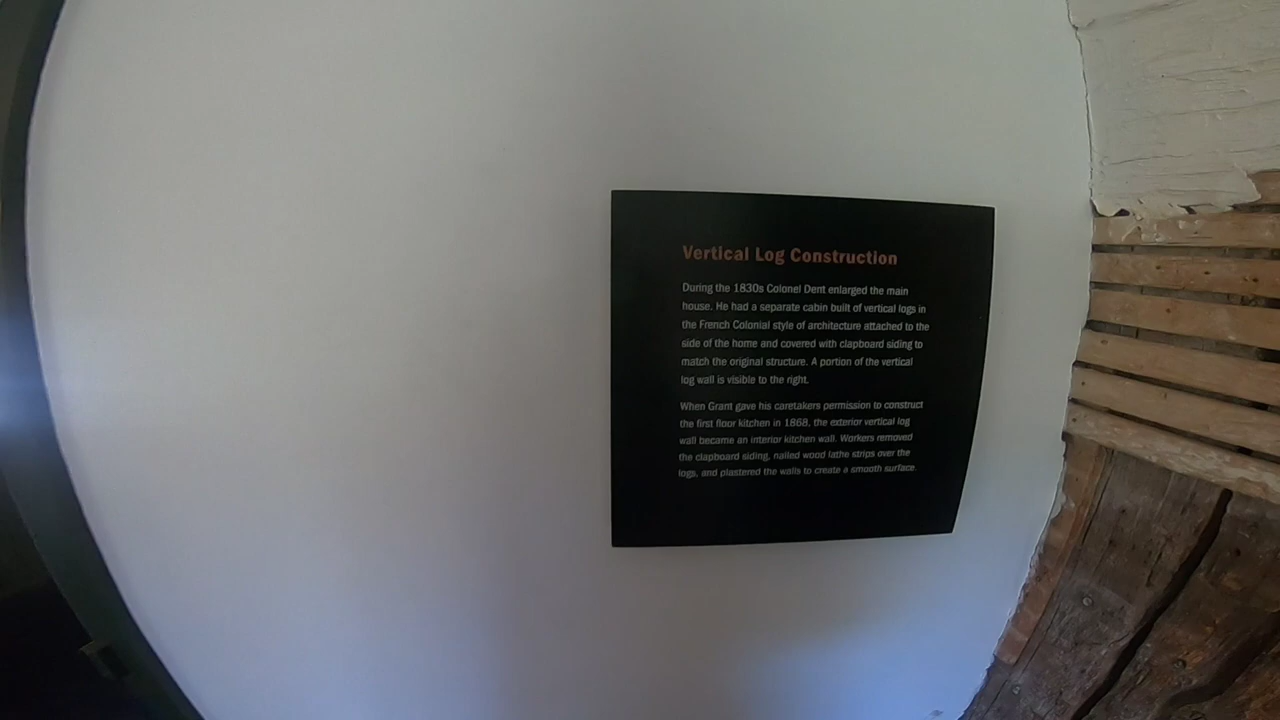 Vertical Log Construction
During the 1830s Colonel Dent enlarged the main
house. He had a separate cabin built of vertical logs in
the French Colonial style of architecture attached to the
side of the home and covered with clapboard siding to
match the original structure. A portion of the vertical
log wall is visible to the right.
When Grant gave his caretakers permission to construct
the first floor kitchen in 1868, the exterior vertical log
wall became an interior kitchen wall. Workers removed
the clapboard siding, nailed wood lathe strips over the
logs, and plastered the walls to create a smooth surface.